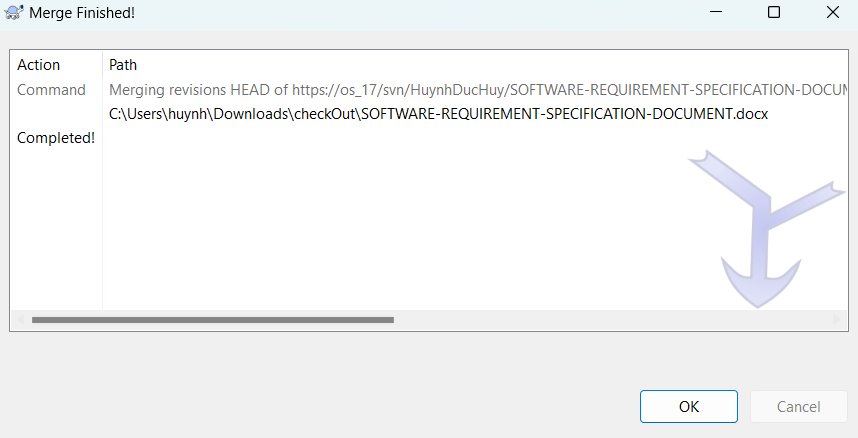 Merge Finished!
Action Path
Command Merging revisions HEAD of https://os_17/svn/HuynhDucHuy/SOFTWARE-REQUIREMENT-SPECIFICATION-DOCUM
C:\Users\huynh\Downloads\checkOut\SOFTWARE-REQUIREMENT-SPECIFICATION-DOCUMENT.docx
Completed!
OK Cancel